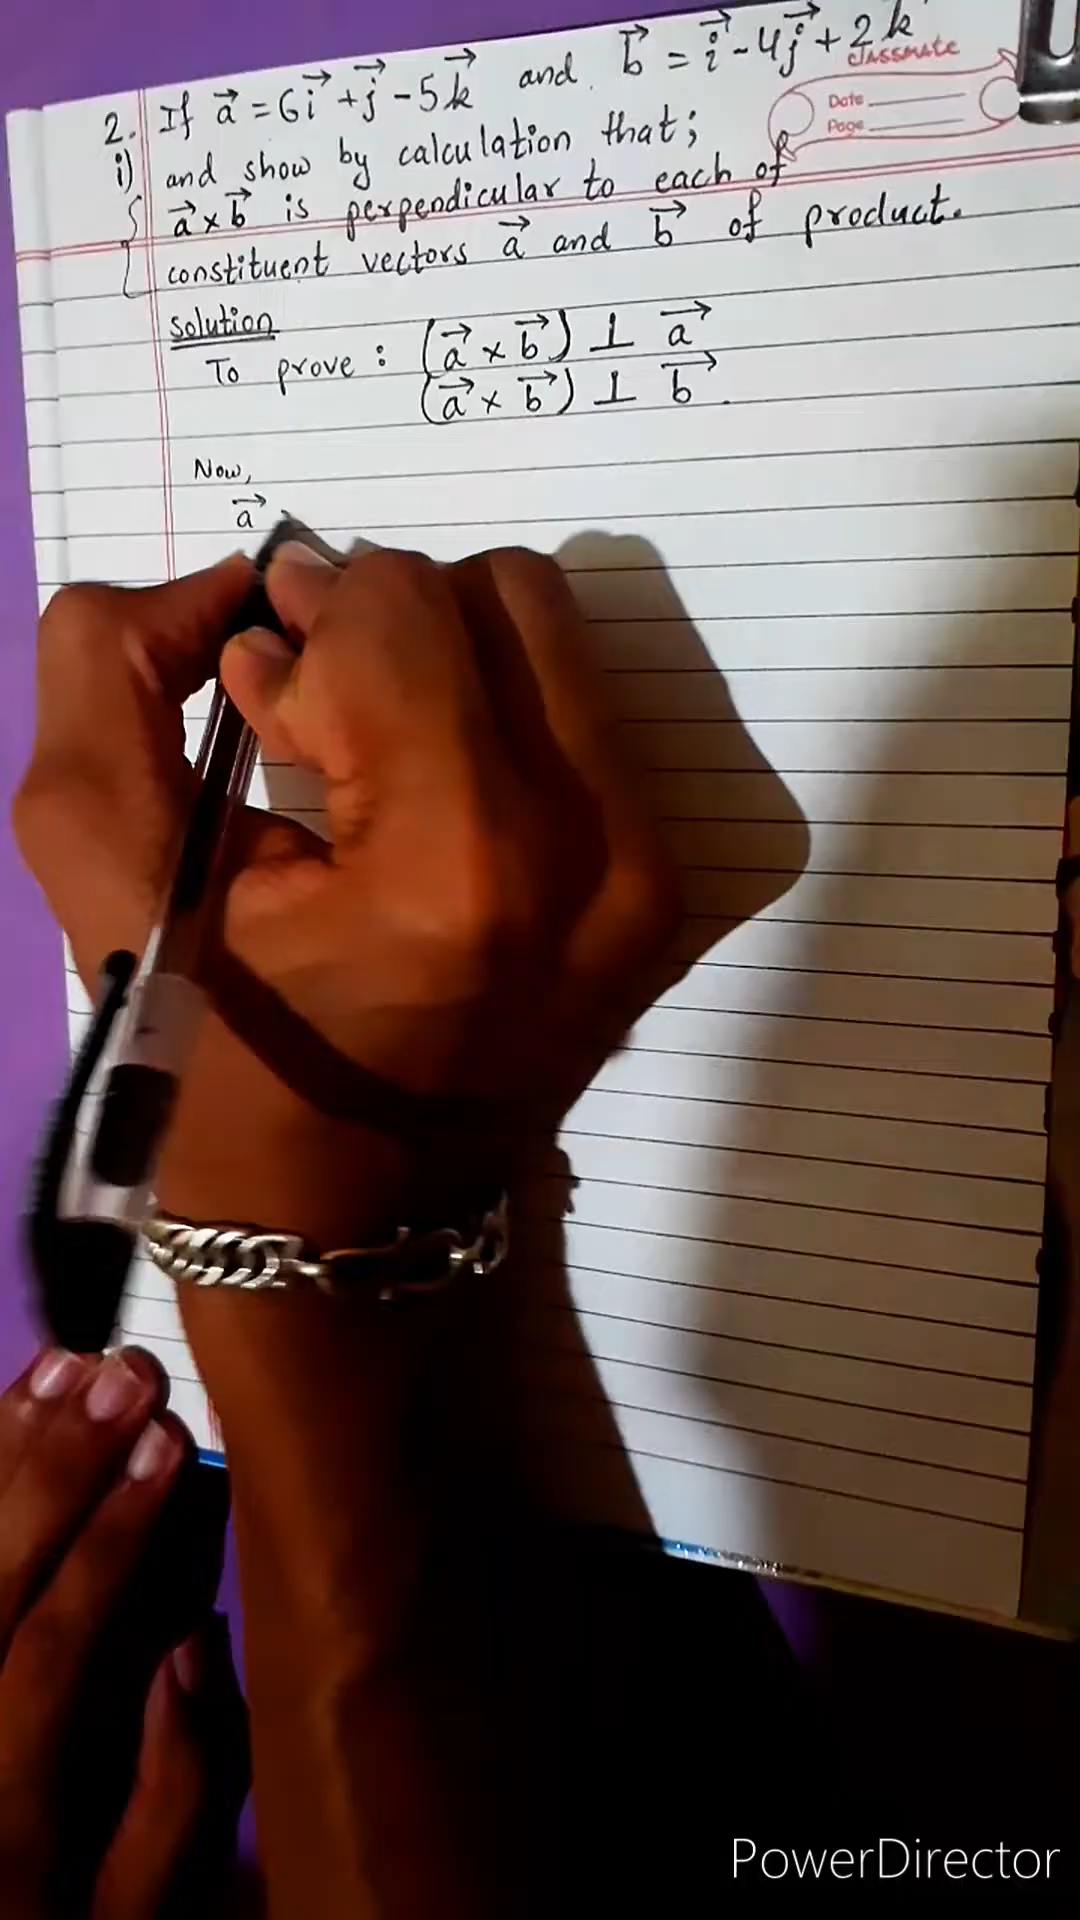 2. If a⃗ = 6i⃗ + j⃗ - 5k⃗ and b⃗ = i⃗ - 4j⃗ + 2k⃗
i) and show by calculation that;
a⃗ × b⃗ is perpendicular to each of
constituent vectors a⃗ and b⃗ of product.
CLASSMATE
Date
Page
Solution
To prove : (a⃗ × b⃗) ⊥ a⃗
(a⃗ × b⃗) ⊥ b⃗.
Now,
a⃗
PowerDirector